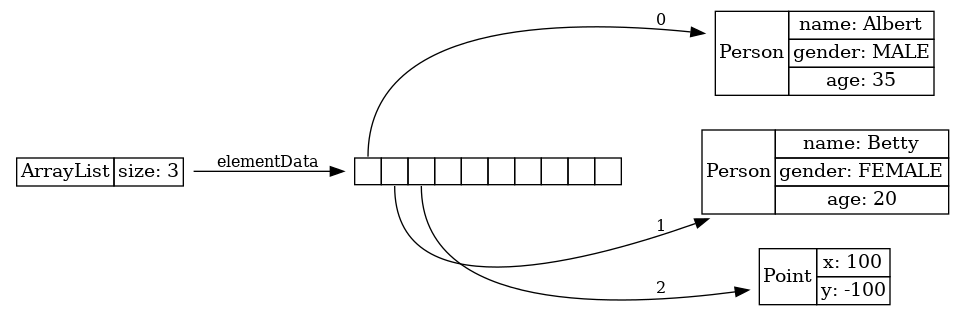 ArrayList size: 3
elementData
0
1
2
Person
name: Albert
gender: MALE
age: 35
Person
name: Betty
gender: FEMALE
age: 20
Point
x: 100
y: -100